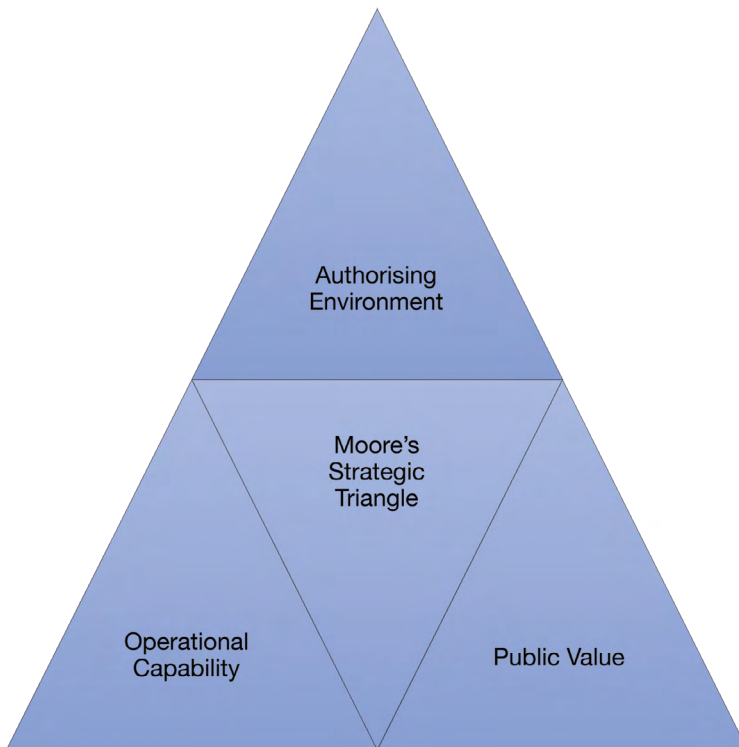 Authorising
Environment
Moore’s
Strategic
Triangle
Operational
Capability
Public Value